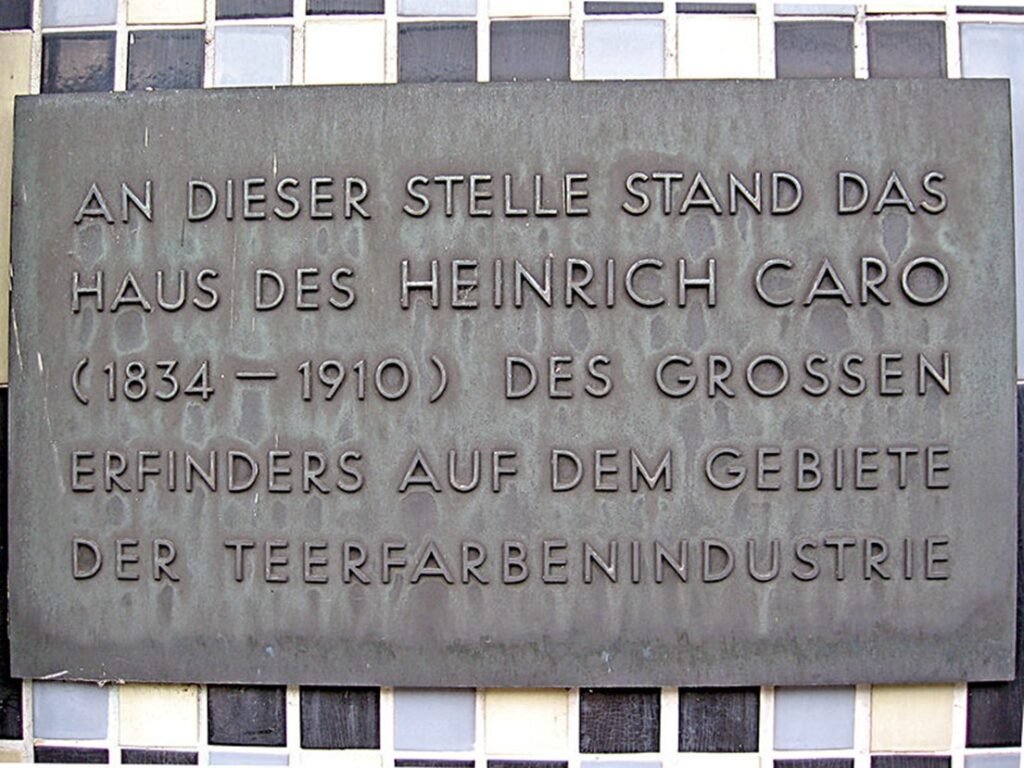 AN DIESER STELLE STAND DAS
HAUS DES HEINRICH CARO
(1834 – 1910) DES GROSSEN
ERFINDERS AUF DEM GEBIETE
DER TEERFARBENINDUSTRIE